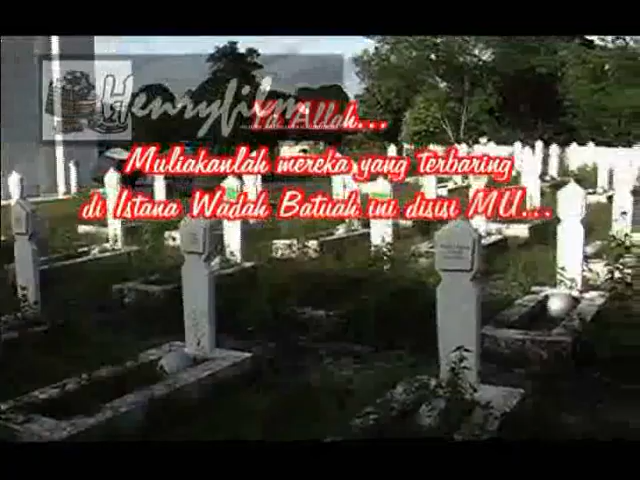 Henryfilm
Ya Allah...
Muliakanlah mereka yang terbaring
di Istana Wadah Batuah ini disisi MU...